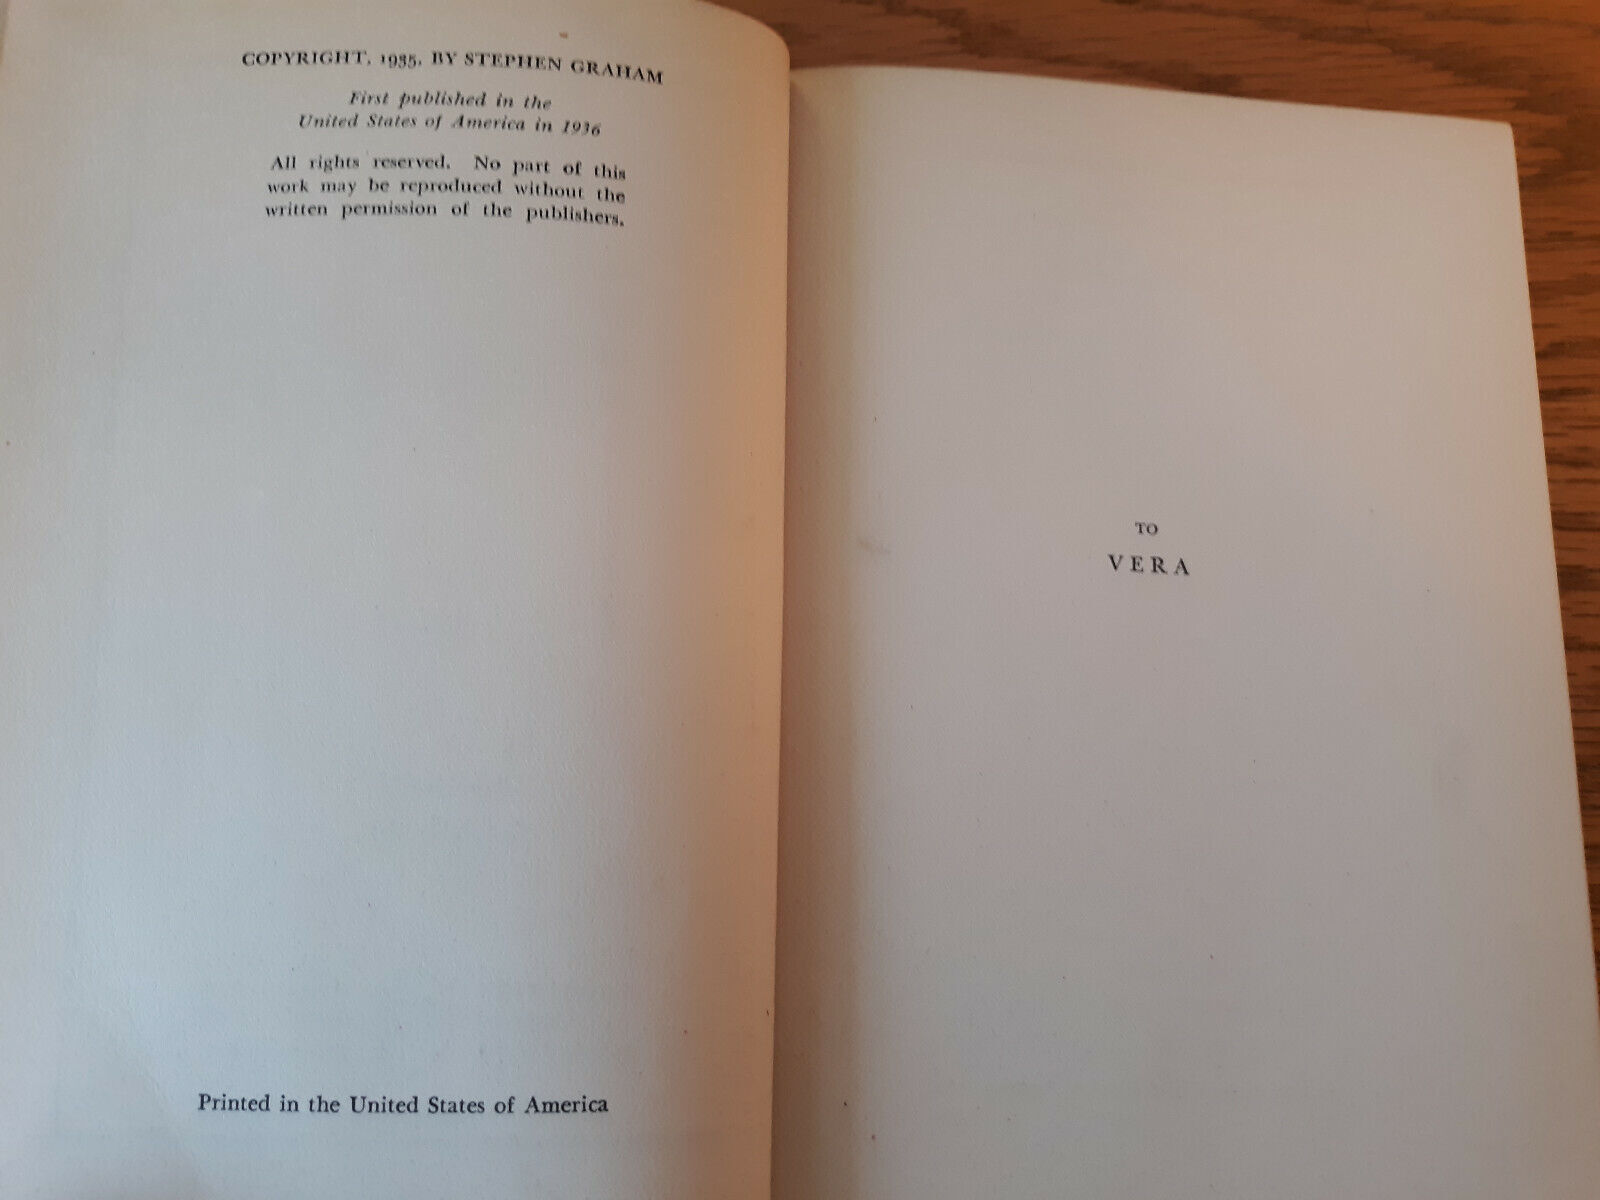 COPYRIGHT, 1935, BY STEPHEN GRAHAM
First published in the
United States of America in 1936
All rights reserved. No part of this
work may be reproduced without the
written permission of the publishers.
Printed in the United States of America
TO
VERA